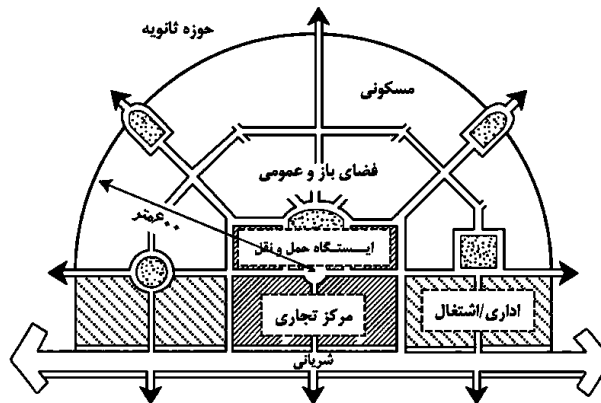 حوزه ثانویه
مسکونی
فضای باز و عمومی
۶۰۰متر
ایستگاه حمل و نقل
مرکز تجاری
اداری/اشتغال
شریانی